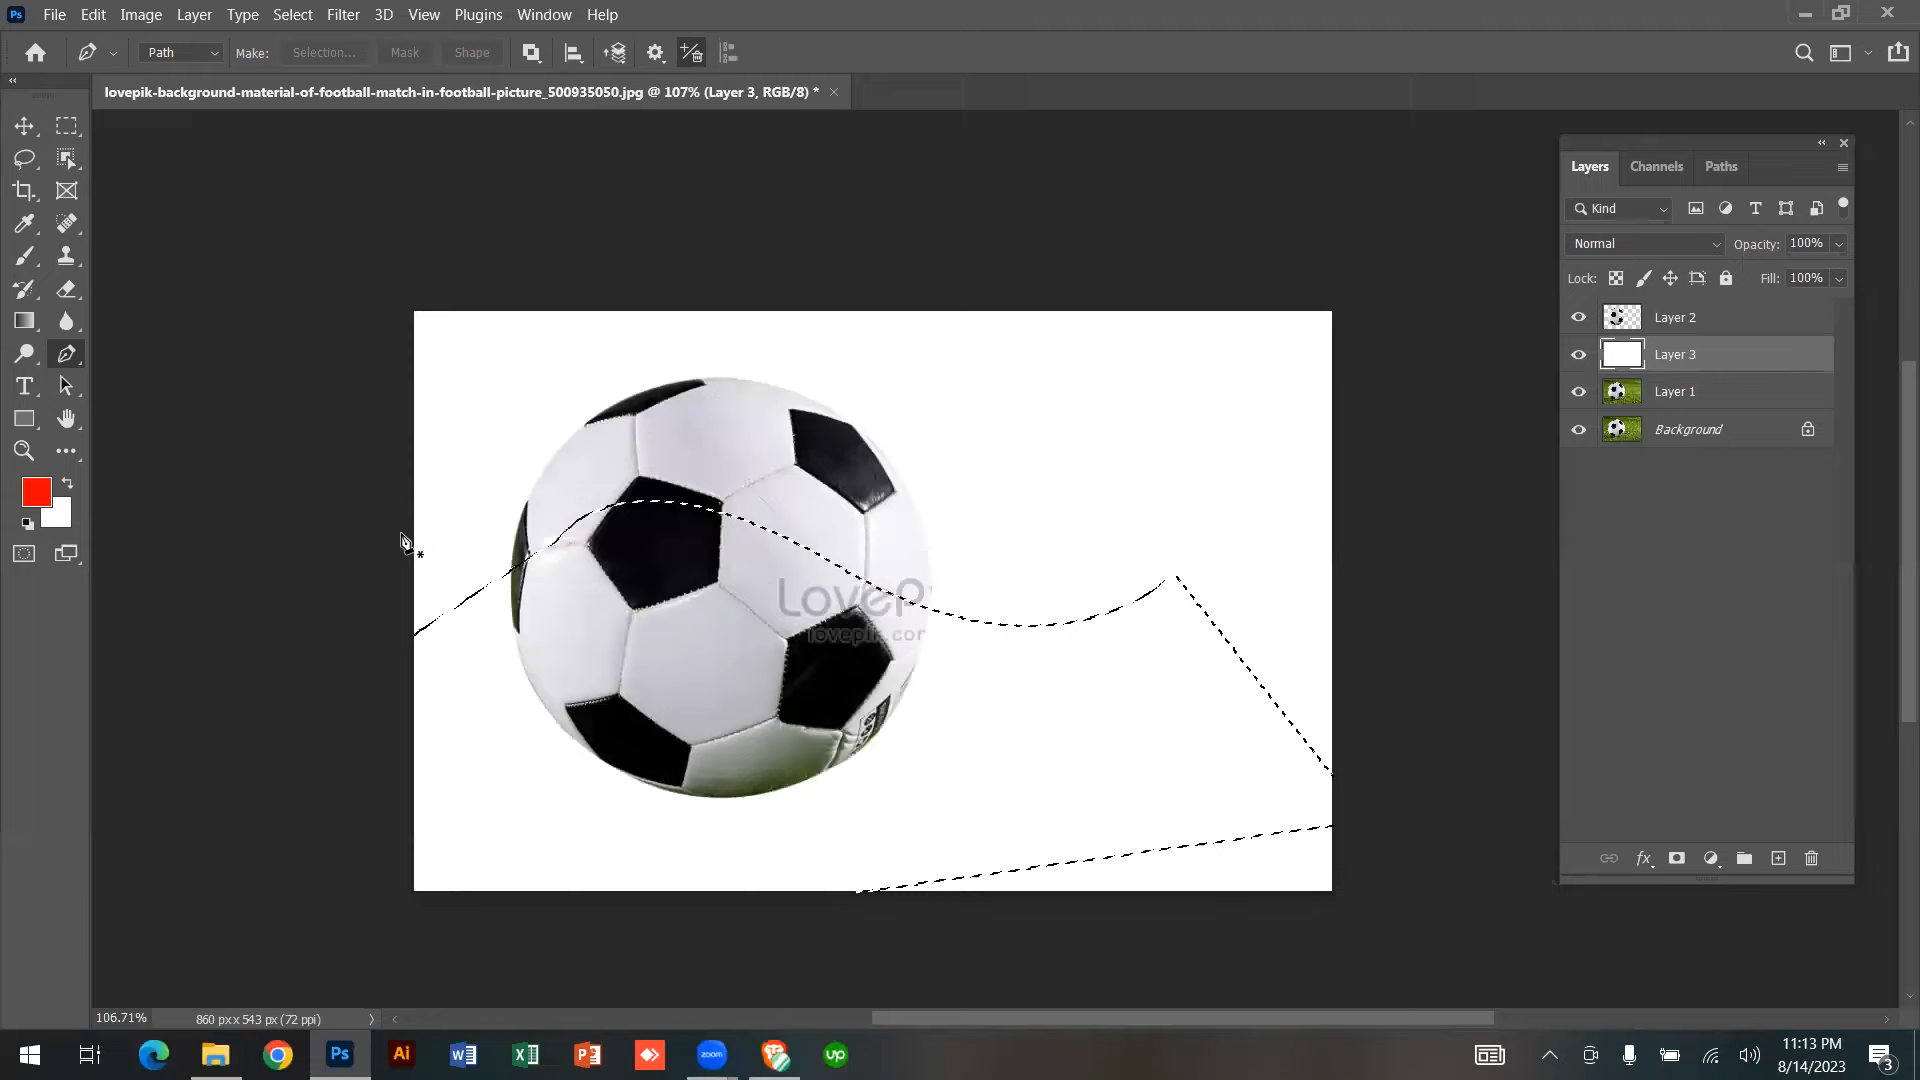 File Edit Image Layer Type Select Filter 3D View Plugins Window Help
Path Make: Selection... Mask Shape
lovepik-background-material-of-football-match-in-football-picture_500935050.jpg @ 107% (Layer 3, RGB/8) *
Layers Channels Paths
Kind
Normal Opacity: 100%
Lock: Fill: 100%
Layer 2
Layer 3
Layer 1
Background
LoveP
lovepik.com
106.71% 860 px x 543 px (72 ppi)
11:13 PM
8/14/2023
3